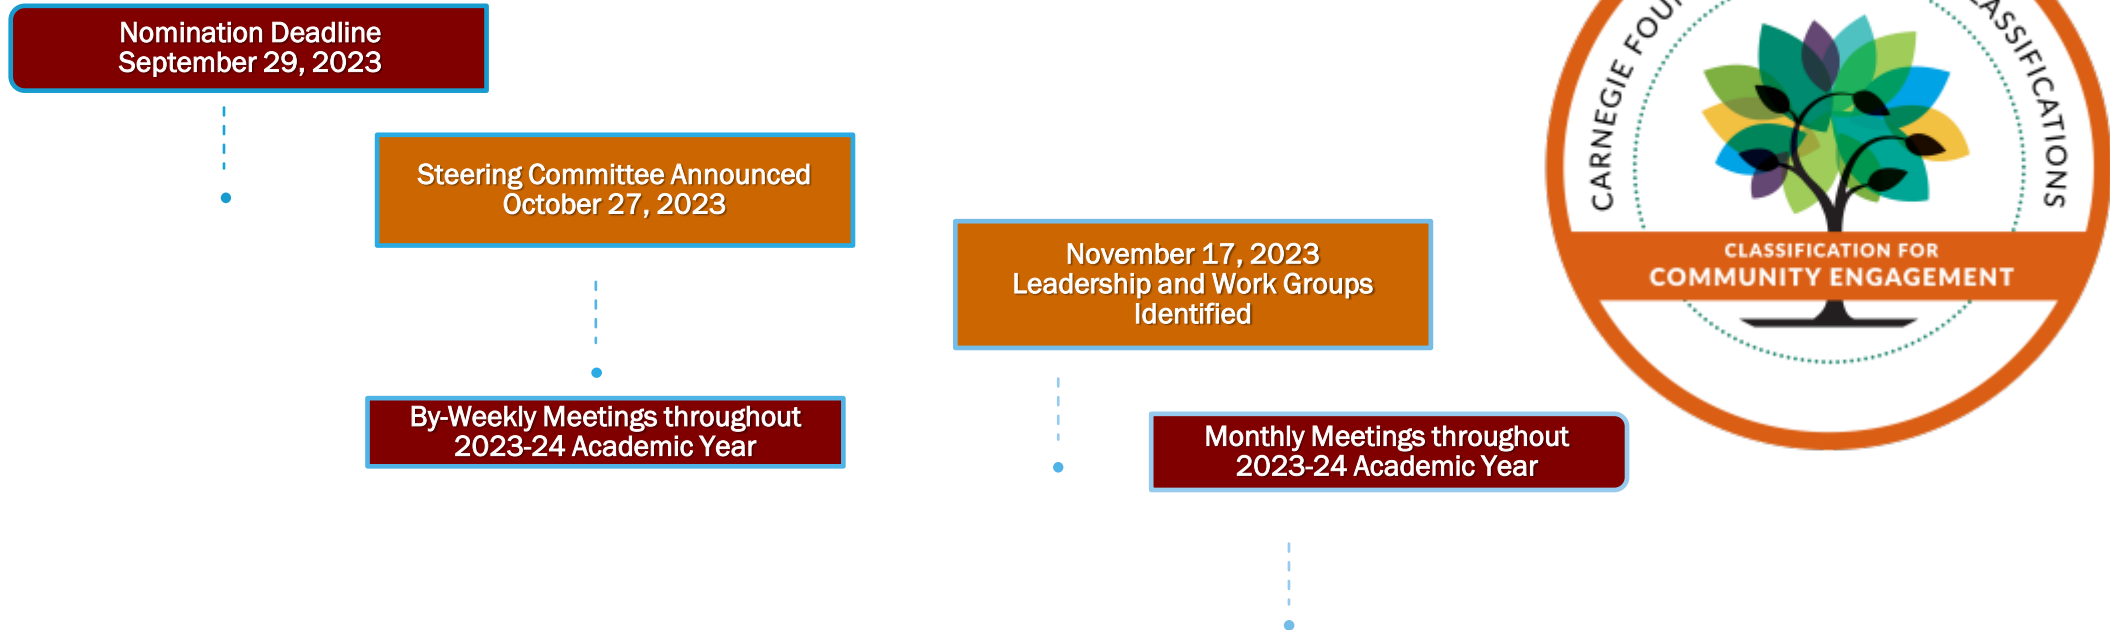 Nomination Deadline
September 29, 2023
Steering Committee Announced
October 27, 2023
November 17, 2023
Leadership and Work Groups
Identified
By-Weekly Meetings throughout
2023-24 Academic Year
Monthly Meetings throughout
2023-24 Academic Year
CARNEGIE
CLASSIFICATIONS
CLASSIFICATION FOR
COMMUNITY ENGAGEMENT